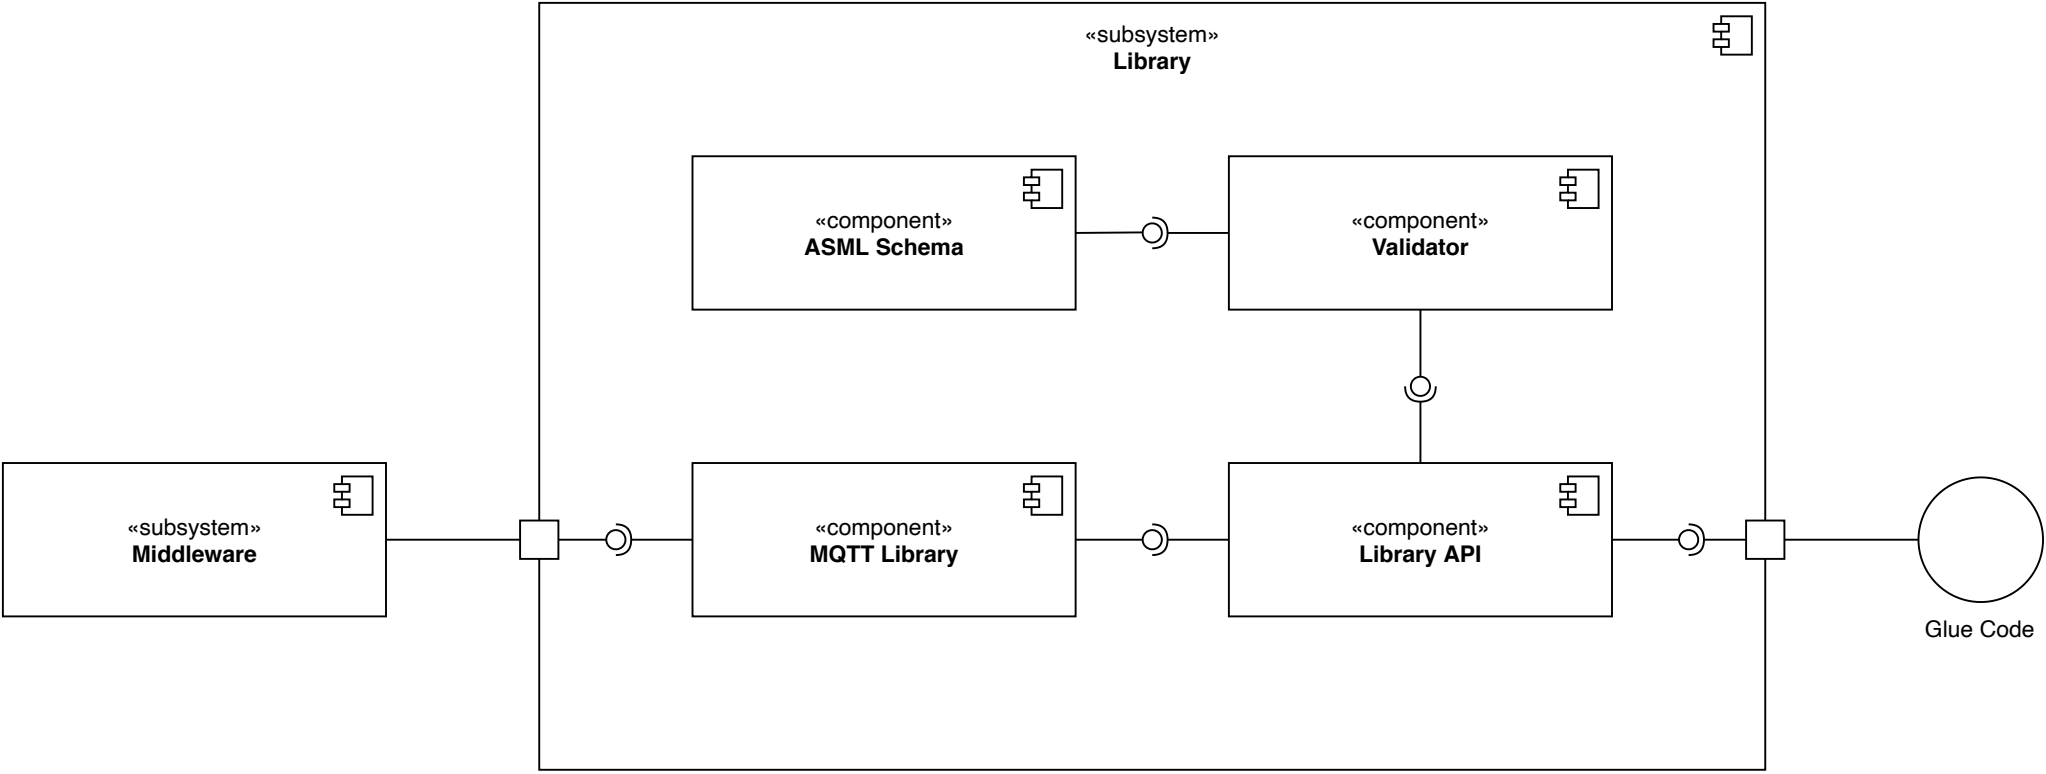 «subsystem»
Library
«component»
ASML Schema
«component»
Validator
«subsystem»
Middleware
«component»
MQTT Library
«component»
Library API
Glue Code